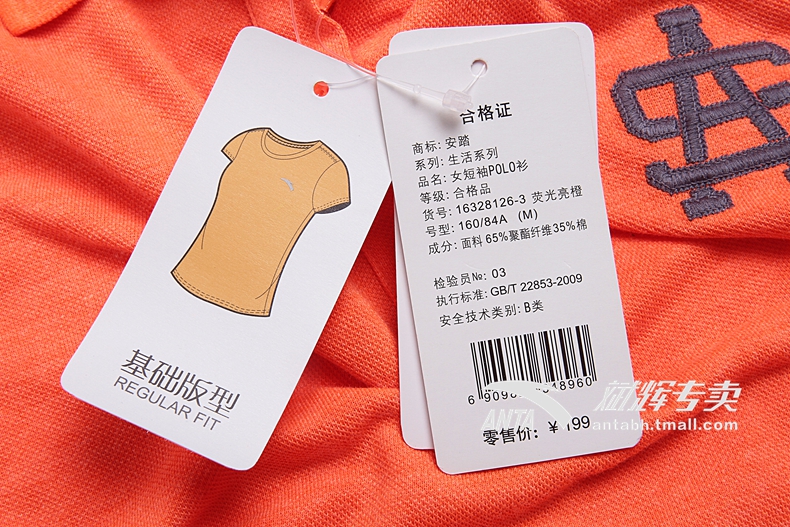 基础版型
REGULAR FIT
合格证
商标: 安踏
系列: 生活系列
品名: 女短袖POLO衫
等级: 合格品
货号: 16328126-3 荧光亮橙
号型: 160/84A (M)
成分: 面料 65%聚酯纤维35%棉
检验员№: 03
执行标准: GB/T 22853-2009
安全技术类别: B类
零售价: ¥199
ANTA 斌辉专卖
antabh.tmall.com